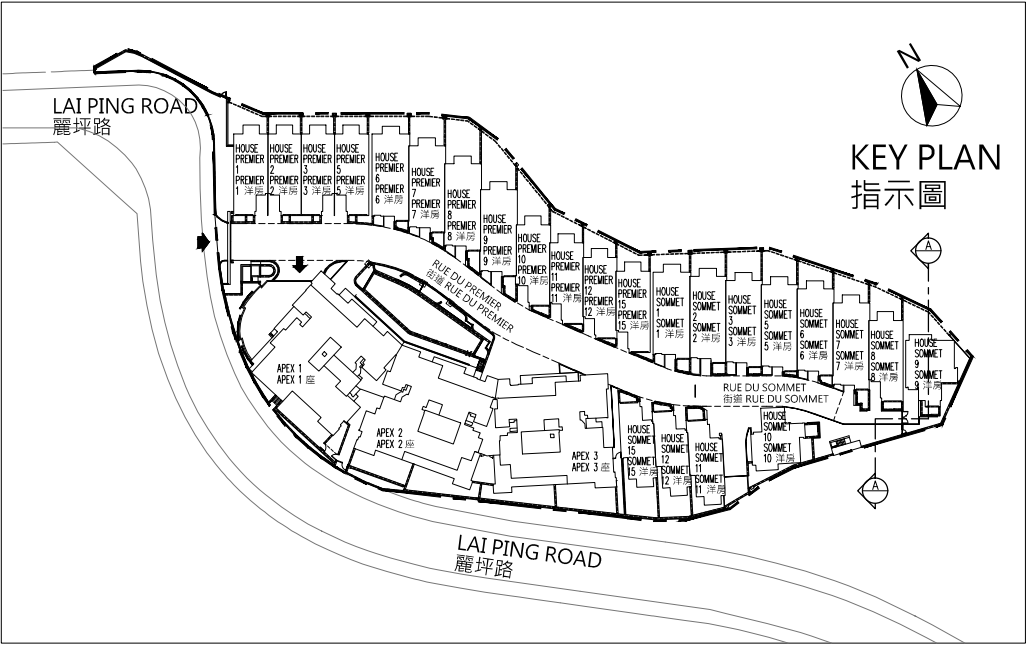 N
KEY PLAN
指示圖
LAI PING ROAD
麗坪路
HOUSE
PREMIER
1
PREMIER
1 洋房
HOUSE
PREMIER
2
PREMIER
2 洋房
HOUSE
PREMIER
3
PREMIER
3 洋房
HOUSE
PREMIER
5
PREMIER
5 洋房
HOUSE
PREMIER
6
PREMIER
6 洋房
HOUSE
PREMIER
7
PREMIER
7 洋房
HOUSE
PREMIER
8
PREMIER
8 洋房
HOUSE
PREMIER
9
PREMIER
9 洋房
HOUSE
PREMIER
10
PREMIER
10 洋房
HOUSE
PREMIER
11
PREMIER
11 洋房
HOUSE
PREMIER
12
PREMIER
12 洋房
HOUSE
PREMIER
15
PREMIER
15 洋房
HOUSE
SOMMET
1
SOMMET
1 洋房
HOUSE
SOMMET
2
SOMMET
2 洋房
HOUSE
SOMMET
3
SOMMET
3 洋房
HOUSE
SOMMET
5
SOMMET
5 洋房
HOUSE
SOMMET
6
SOMMET
6 洋房
HOUSE
SOMMET
7
SOMMET
7 洋房
HOUSE
SOMMET
8
SOMMET
8 洋房
HOUSE
SOMMET
9
SOMMET
9 洋房
A
RUE DU PREMIER
街道 RUE DU PREMIER
RUE DU SOMMET
街道 RUE DU SOMMET
APEX 1
APEX 1 座
APEX 2
APEX 2 座
APEX 3
APEX 3 座
HOUSE
SOMMET
15
SOMMET
15 洋房
HOUSE
SOMMET
12
SOMMET
12 洋房
HOUSE
SOMMET
11
SOMMET
11 洋房
HOUSE
SOMMET
10
SOMMET
10 洋房
A
LAI PING ROAD
麗坪路